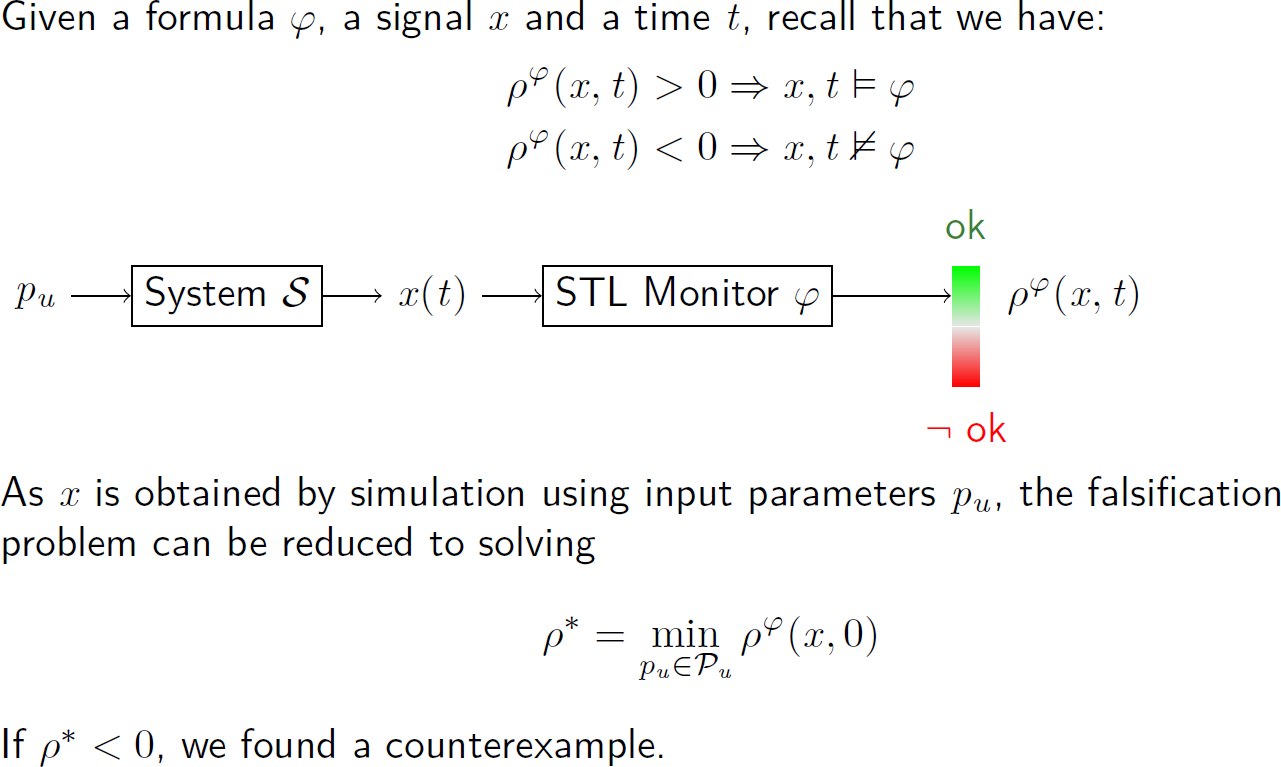 Given a formula φ, a signal x and a time t, recall that we have:
ρ^φ(x, t) > 0 ⇒ x, t ⊨ φ
ρ^φ(x, t) < 0 ⇒ x, t ⊭ φ
ok
p_u → System 𝒮 → x(t) → STL Monitor φ → ρ^φ(x, t)
¬ ok
As x is obtained by simulation using input parameters p_u, the falsification
problem can be reduced to solving
ρ* = min_{p_u∈𝒫_u} ρ^φ(x, 0)
If ρ* < 0, we found a counterexample.